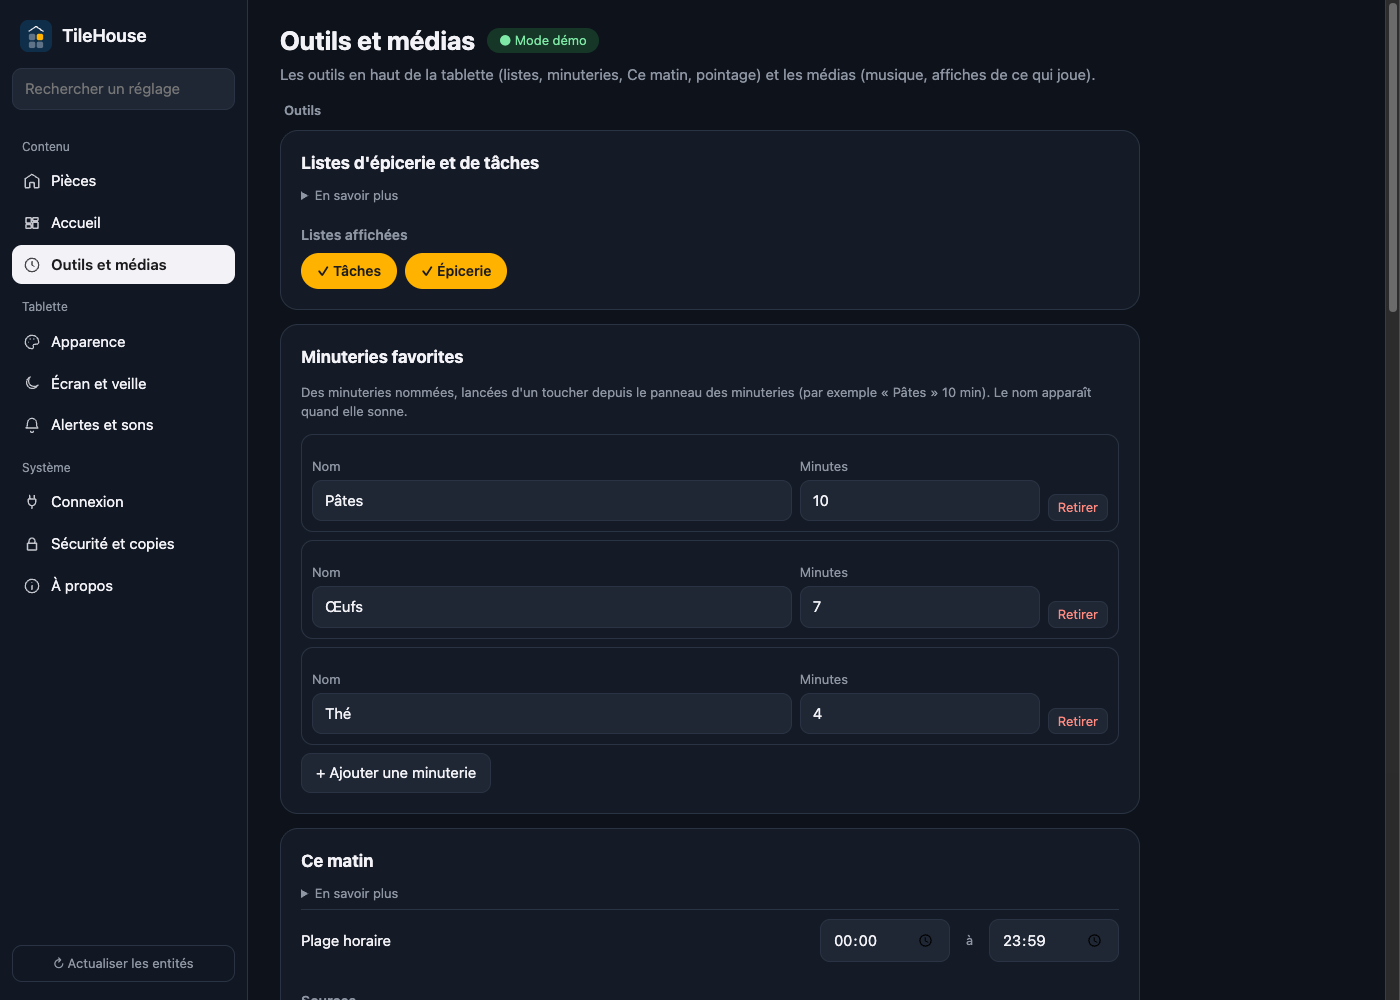 TileHouse
Rechercher un réglage
Contenu
Pièces
Accueil
Outils et médias
Tablette
Apparence
Écran et veille
Alertes et sons
Système
Connexion
Sécurité et copies
À propos
Actualiser les entités
Outils et médias
Mode démo
Les outils en haut de la tablette (listes, minuteries, Ce matin, pointage) et les médias (musique, affiches de ce qui joue).
Outils
Listes d'épicerie et de tâches
En savoir plus
Listes affichées
✓ Tâches ✓ Épicerie
Minuteries favorites
Des minuteries nommées, lancées d'un toucher depuis le panneau des minuteries (par exemple « Pâtes » 10 min). Le nom apparaît
quand elle sonne.
Nom Minutes
Pâtes 10 Retirer
Nom Minutes
Œufs 7 Retirer
Nom Minutes
Thé 4 Retirer
+ Ajouter une minuterie
Ce matin
En savoir plus
Plage horaire 00:00 à 23:59
Sources